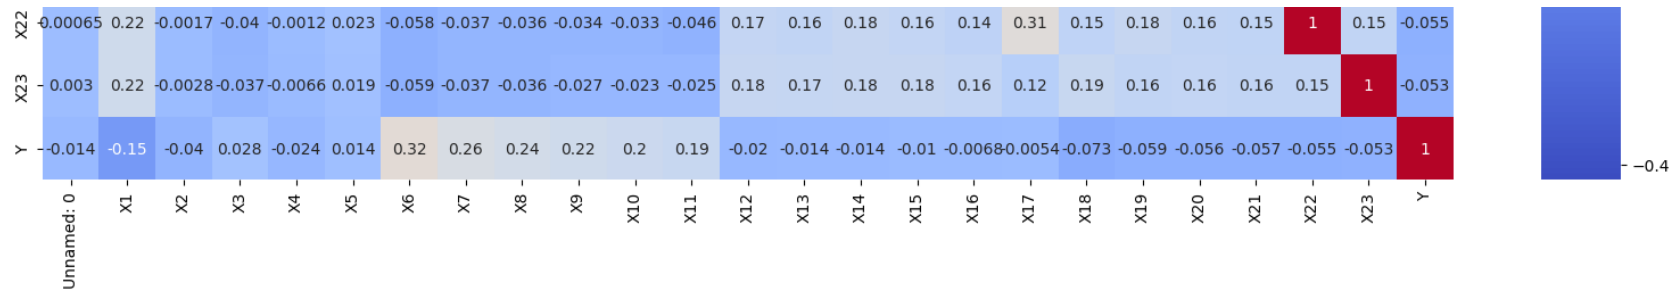 X22 0.00065 0.22 -0.0017 -0.04 -0.0012 0.023 -0.058 -0.037 -0.036 -0.034 -0.033 -0.046 0.17 0.16 0.18 0.16 0.14 0.31 0.15 0.18 0.16 0.15 1 0.15 -0.055
X23 0.003 0.22 -0.0028 -0.037 -0.0066 0.019 -0.059 -0.037 -0.036 -0.027 -0.023 -0.025 0.18 0.17 0.18 0.18 0.16 0.12 0.19 0.16 0.16 0.16 0.15 1 -0.053
Y -0.014 -0.15 -0.04 0.028 -0.024 0.014 0.32 0.26 0.24 0.22 0.2 0.19 -0.02 -0.014 -0.014 -0.01 -0.0068 -0.0054 -0.073 -0.059 -0.056 -0.057 -0.055 -0.053 1
−0.4
Unnamed: 0 X1 X2 X3 X4 X5 X6 X7 X8 X9 X10 X11 X12 X13 X14 X15 X16 X17 X18 X19 X20 X21 X22 X23 Y